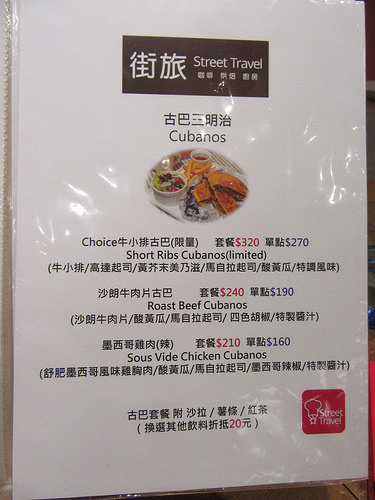 街旅 Street Travel
咖啡 烘焙 廚房
古巴三明治
Cubanos
Choice牛小排古巴(限量) 套餐$320 單點$270
Short Ribs Cubanos(limited)
(牛小排/高達起司/黃芥末美乃滋/馬自拉起司/酸黃瓜/特調風味)
沙朗牛肉片古巴 套餐$240 單點$190
Roast Beef Cubanos
(沙朗牛肉片/酸黃瓜/馬自拉起司/ 四色胡椒/特製醬汁)
墨西哥雞肉(辣) 套餐$210 單點$160
Sous Vide Chicken Cubanos
(舒肥墨西哥風味雞胸肉/酸黃瓜/馬自拉起司/墨西哥辣椒/特製醬汁)
古巴套餐 附 沙拉 / 薯條 / 紅茶
( 換選其他飲料折抵20元 )
Street
Travel